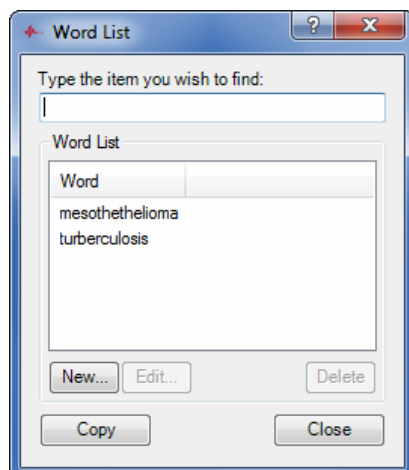 Word List
?
X
Type the item you wish to find:
Word List
Word
mesothethelioma
turberculosis
New... Edit... Delete
Copy Close